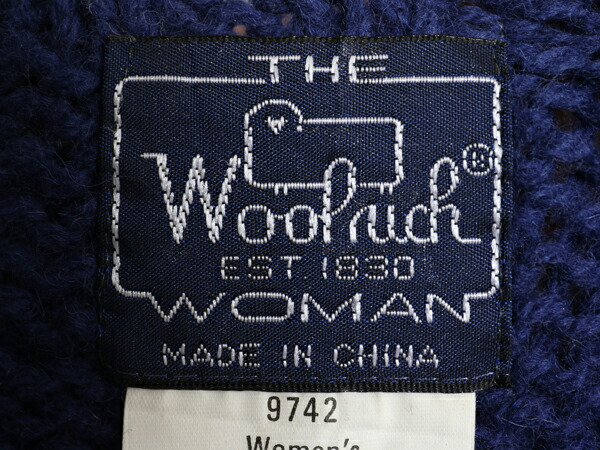 THE
Woolrich®
EST. 1830
WOMAN
MADE IN CHINA
9742
Women's